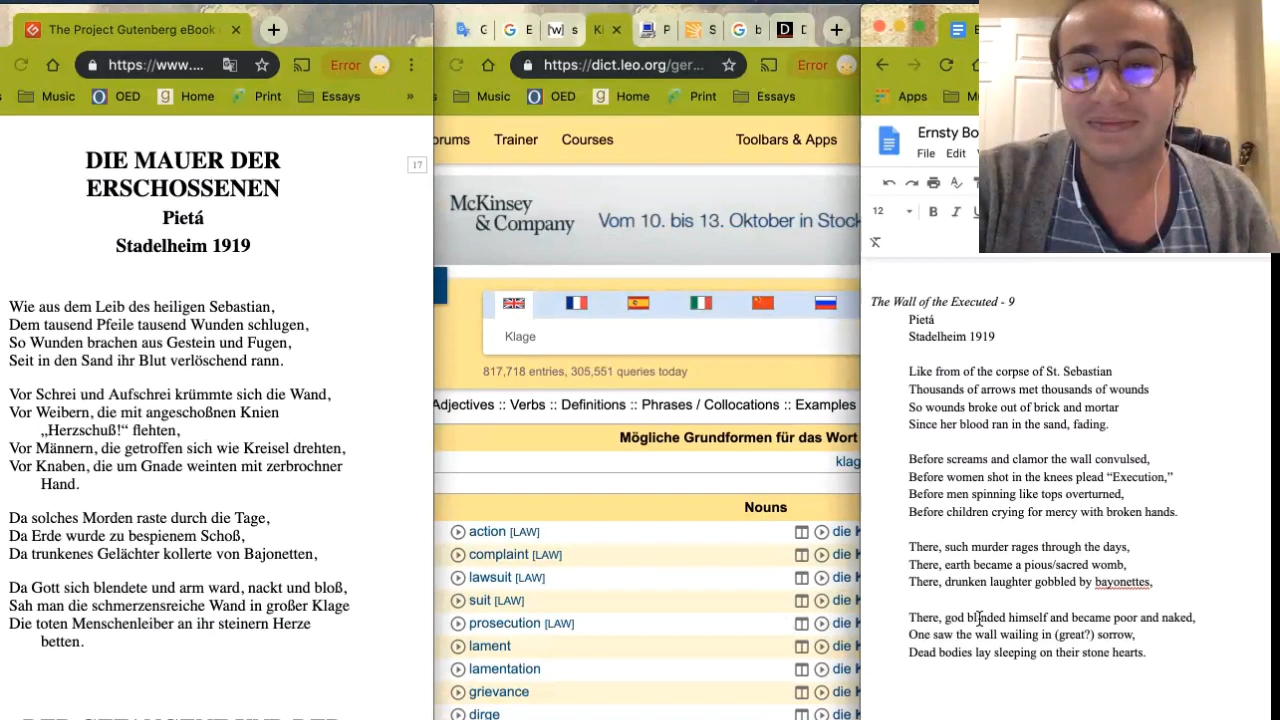 The Project Gutenberg eBook
G
E
s
Ki
P
S
b
D
https://www....
Error
https://dict.leo.org/ger...
Error
Music
OED
Home
Print
Essays
»
Music
OED
Home
Print
Essays
Apps
DIE MAUER DER
ERSCHOSSENEN
Pietá
Stadelheim 1919
17
Wie aus dem Leib des heiligen Sebastian,
Dem tausend Pfeile tausend Wunden schlugen,
So Wunden brachen aus Gestein und Fugen,
Seit in den Sand ihr Blut verlöschend rann.
Vor Schrei und Aufschrei krümmte sich die Wand,
Vor Weibern, die mit angeschoßnen Knien
„Herzschuß!“ flehten,
Vor Männern, die getroffen sich wie Kreisel drehten,
Vor Knaben, die um Gnade weinten mit zerbrochner
Hand.
Da solches Morden raste durch die Tage,
Da Erde wurde zu bespienem Schoß,
Da trunkenes Gelächter kollerte von Bajonetten,
Da Gott sich blendete und arm ward, nackt und bloß,
Sah man die schmerzensreiche Wand in großer Klage
Die toten Menschenleiber an ihr steinern Herze
betten.
orums Trainer Courses Toolbars & Apps
McKinsey
& Company
Vom 10. bis 13. Oktober in Stock
Klage
817,718 entries, 305,551 queries today
Adjectives :: Verbs :: Definitions :: Phrases / Collocations :: Examples
Mögliche Grundformen für das Wort
klag
Nouns
action [LAW] die K
complaint [LAW] die K
lawsuit [LAW] die K
suit [LAW] die K
prosecution [LAW] die K
lament die K
lamentation die K
grievance die K
dirge die K
Ernsty Bo
File Edit
12 B I U
The Wall of the Executed - 9
Pietá
Stadelheim 1919
Like from of the corpse of St. Sebastian
Thousands of arrows met thousands of wounds
So wounds broke out of brick and mortar
Since her blood ran in the sand, fading.
Before screams and clamor the wall convulsed,
Before women shot in the knees plead “Execution,”
Before men spinning like tops overturned,
Before children crying for mercy with broken hands.
There, such murder rages through the days,
There, earth became a pious/sacred womb,
There, drunken laughter gobbled by bayonettes,
There, god blinded himself and became poor and naked,
One saw the wall wailing in (great?) sorrow,
Dead bodies lay sleeping on their stone hearts.